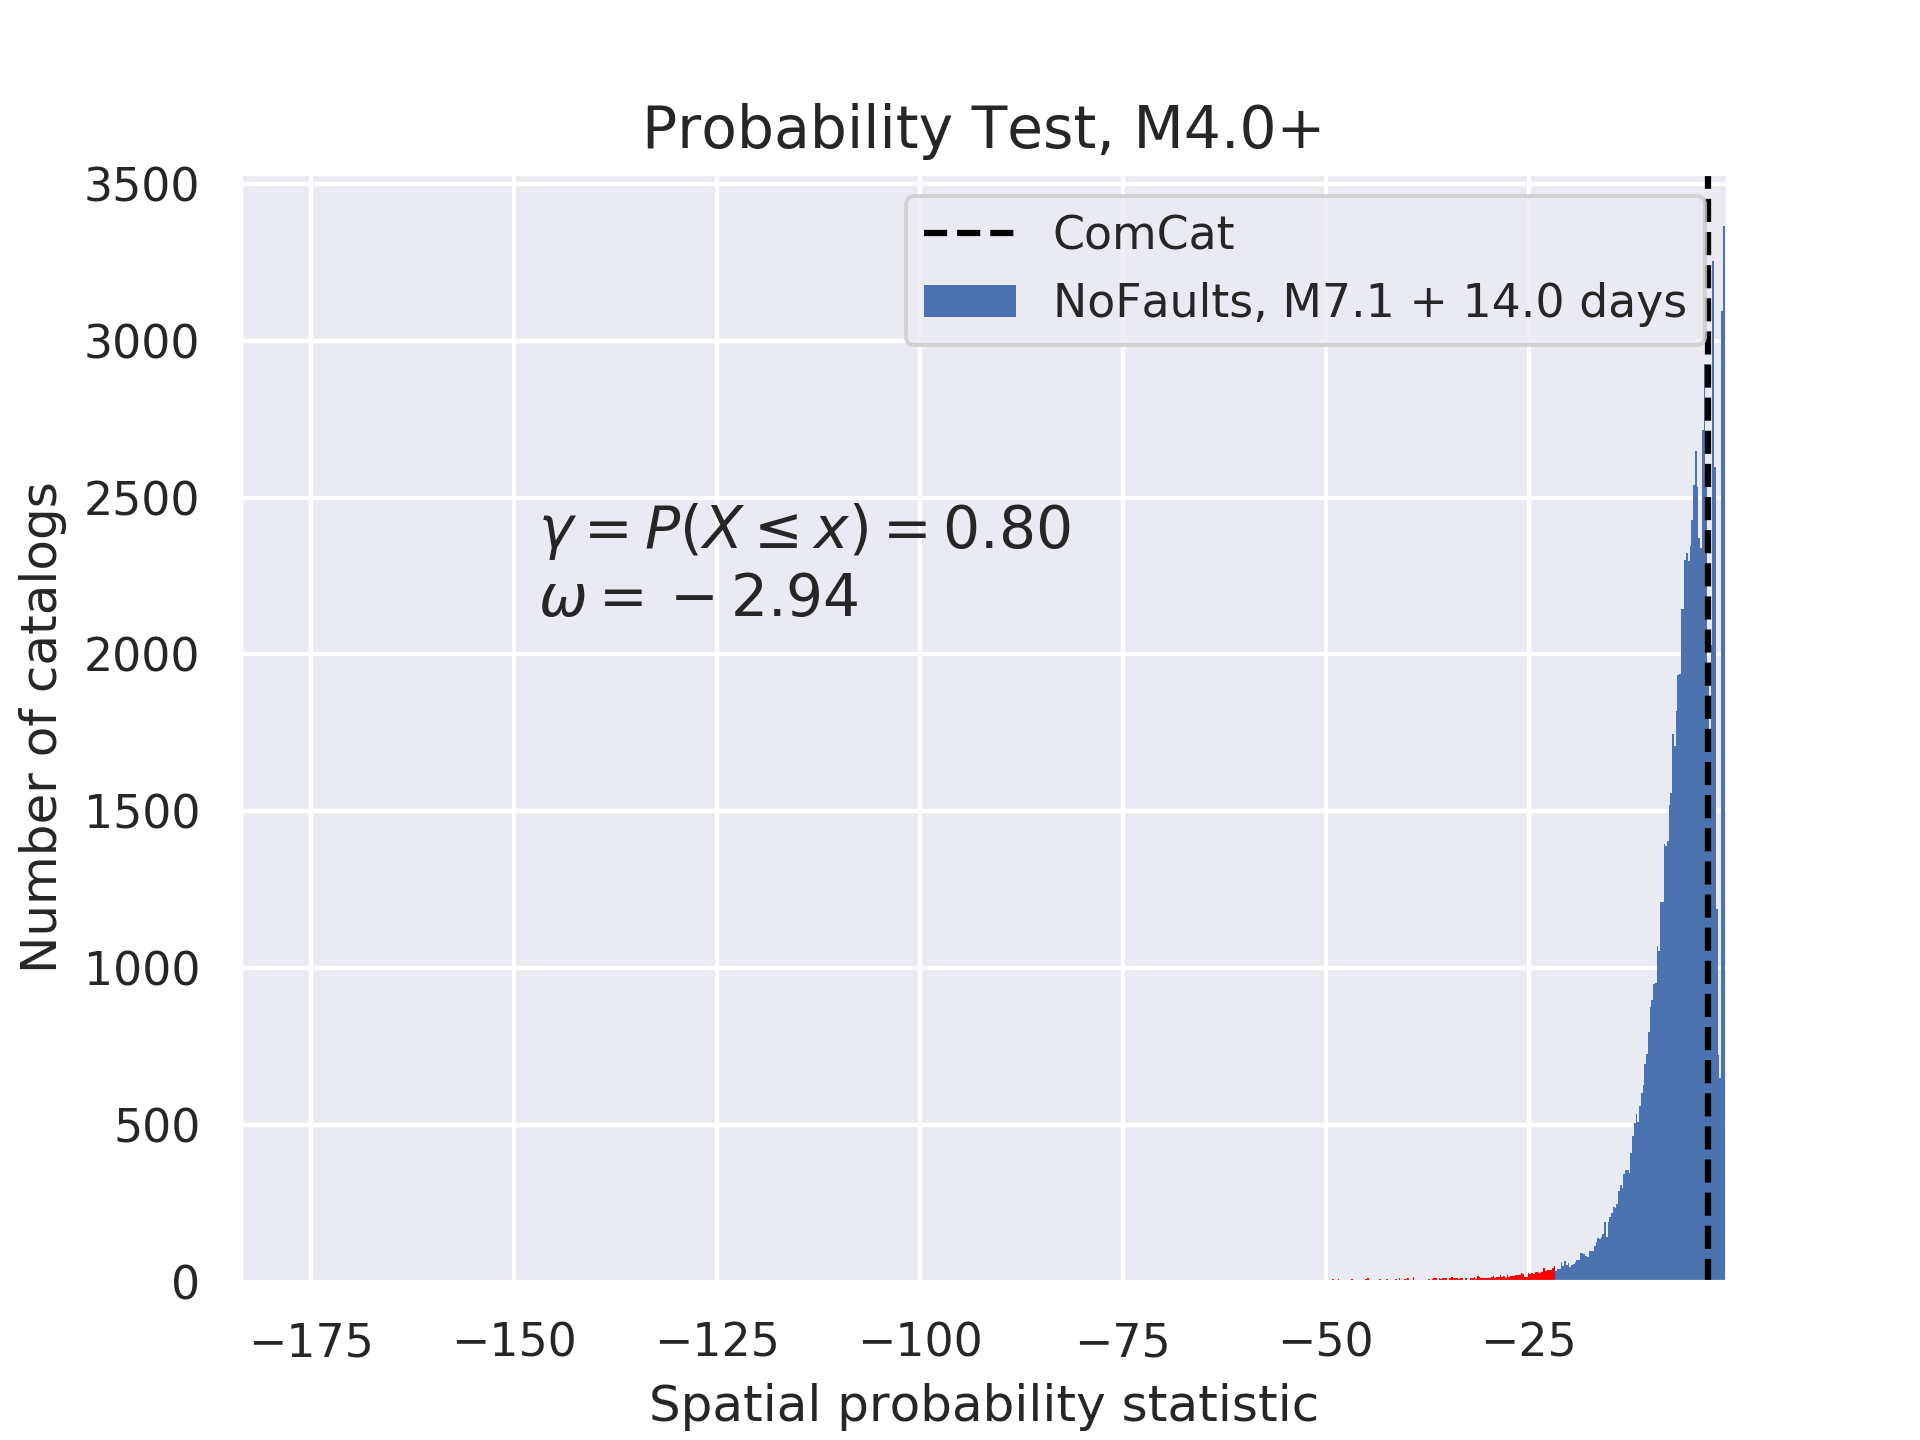 Probability Test, M4.0+
3500
3000
2500
2000
1500
1000
500
0
Number of catalogs
ComCat
NoFaults, M7.1 + 14.0 days
γ = P(X ≤ x) = 0.80
ω = −2.94
−175 −150 −125 −100 −75 −50 −25
Spatial probability statistic